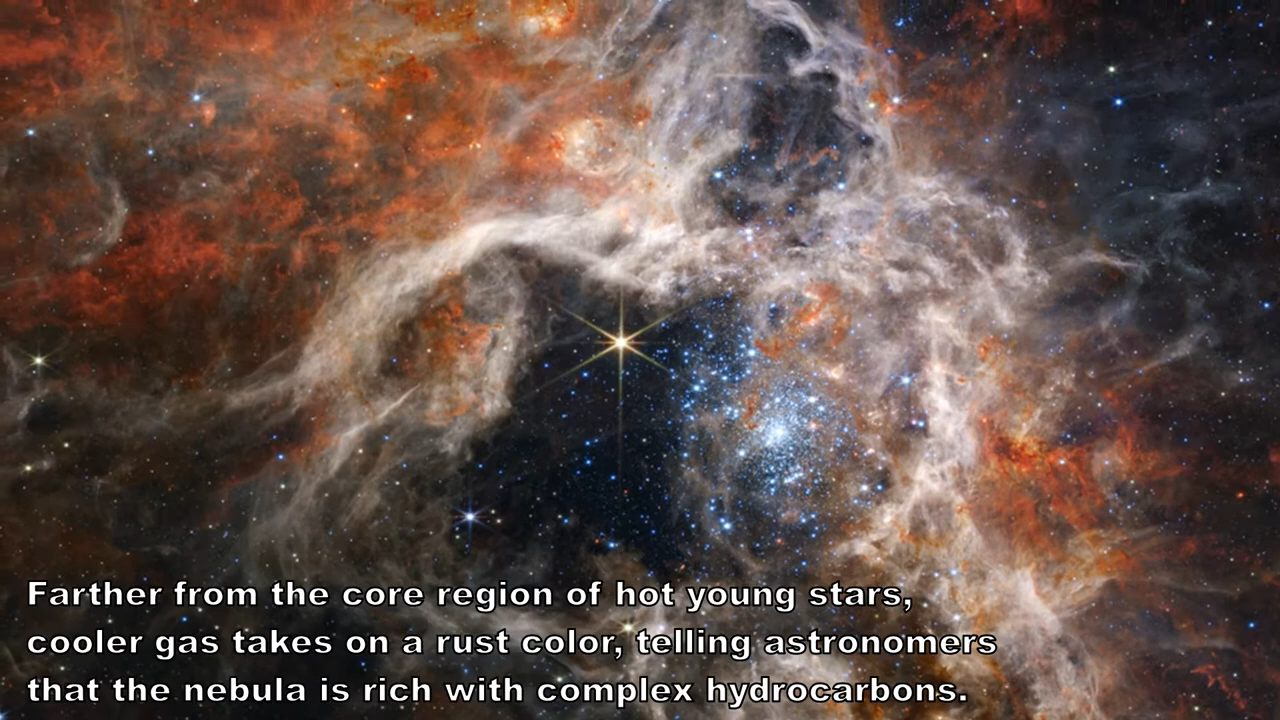 Farther from the core region of hot young stars,
cooler gas takes on a rust color, telling astronomers
that the nebula is rich with complex hydrocarbons.